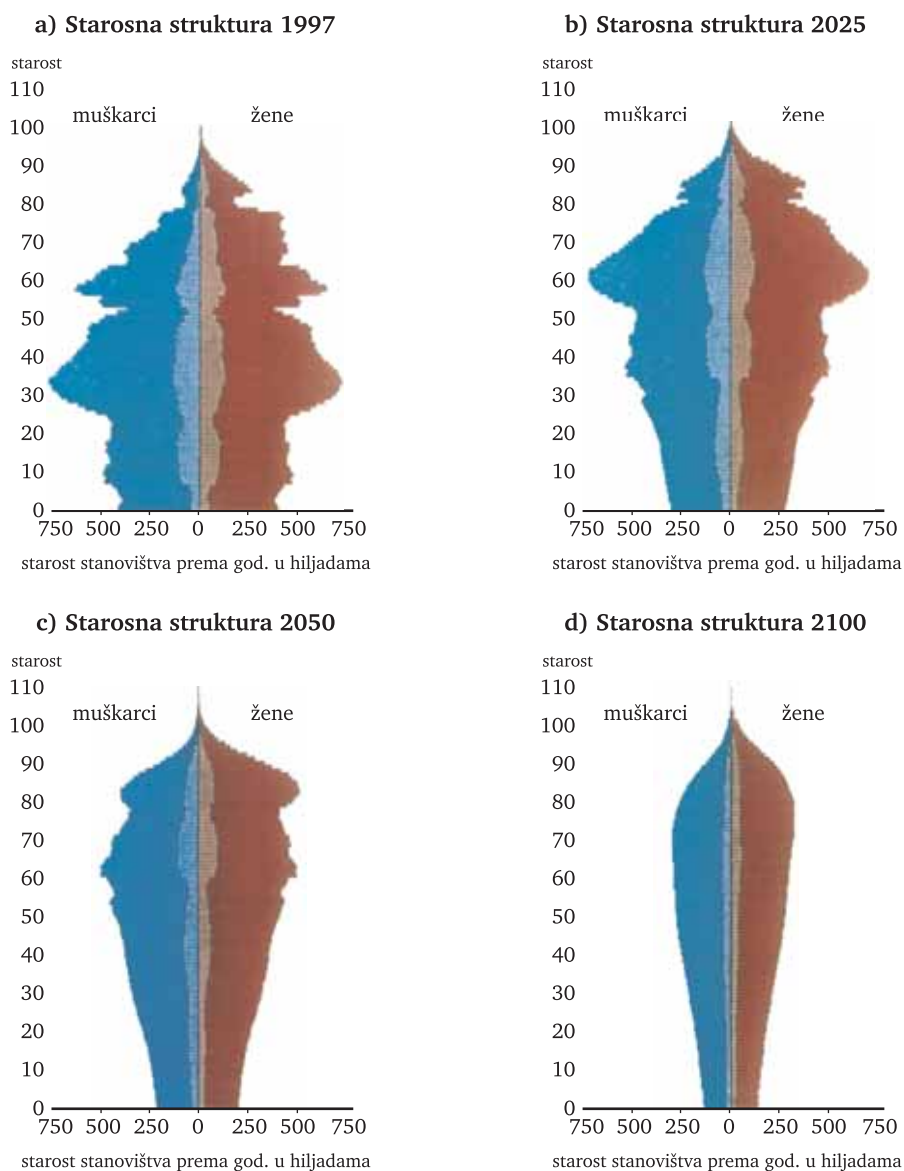 a) Starosna struktura 1997
starost
110
muškarci žene
100
90
80
70
60
50
40
30
20
10
0
750 500 250 0 250 500 750
starost stanovištva prema god. u hiljadama
b) Starosna struktura 2025
starost
110
muškarci žene
100
90
80
70
60
50
40
30
20
10
0
750 500 250 0 250 500 750
starost stanovištva prema god. u hiljadama
c) Starosna struktura 2050
starost
110
muškarci žene
100
90
80
70
60
50
40
30
20
10
0
750 500 250 0 250 500 750
starost stanovištva prema god. u hiljadama
d) Starosna struktura 2100
starost
110
muškarci žene
100
90
80
70
60
50
40
30
20
10
0
750 500 250 0 250 500 750
starost stanovištva prema god. u hiljadama